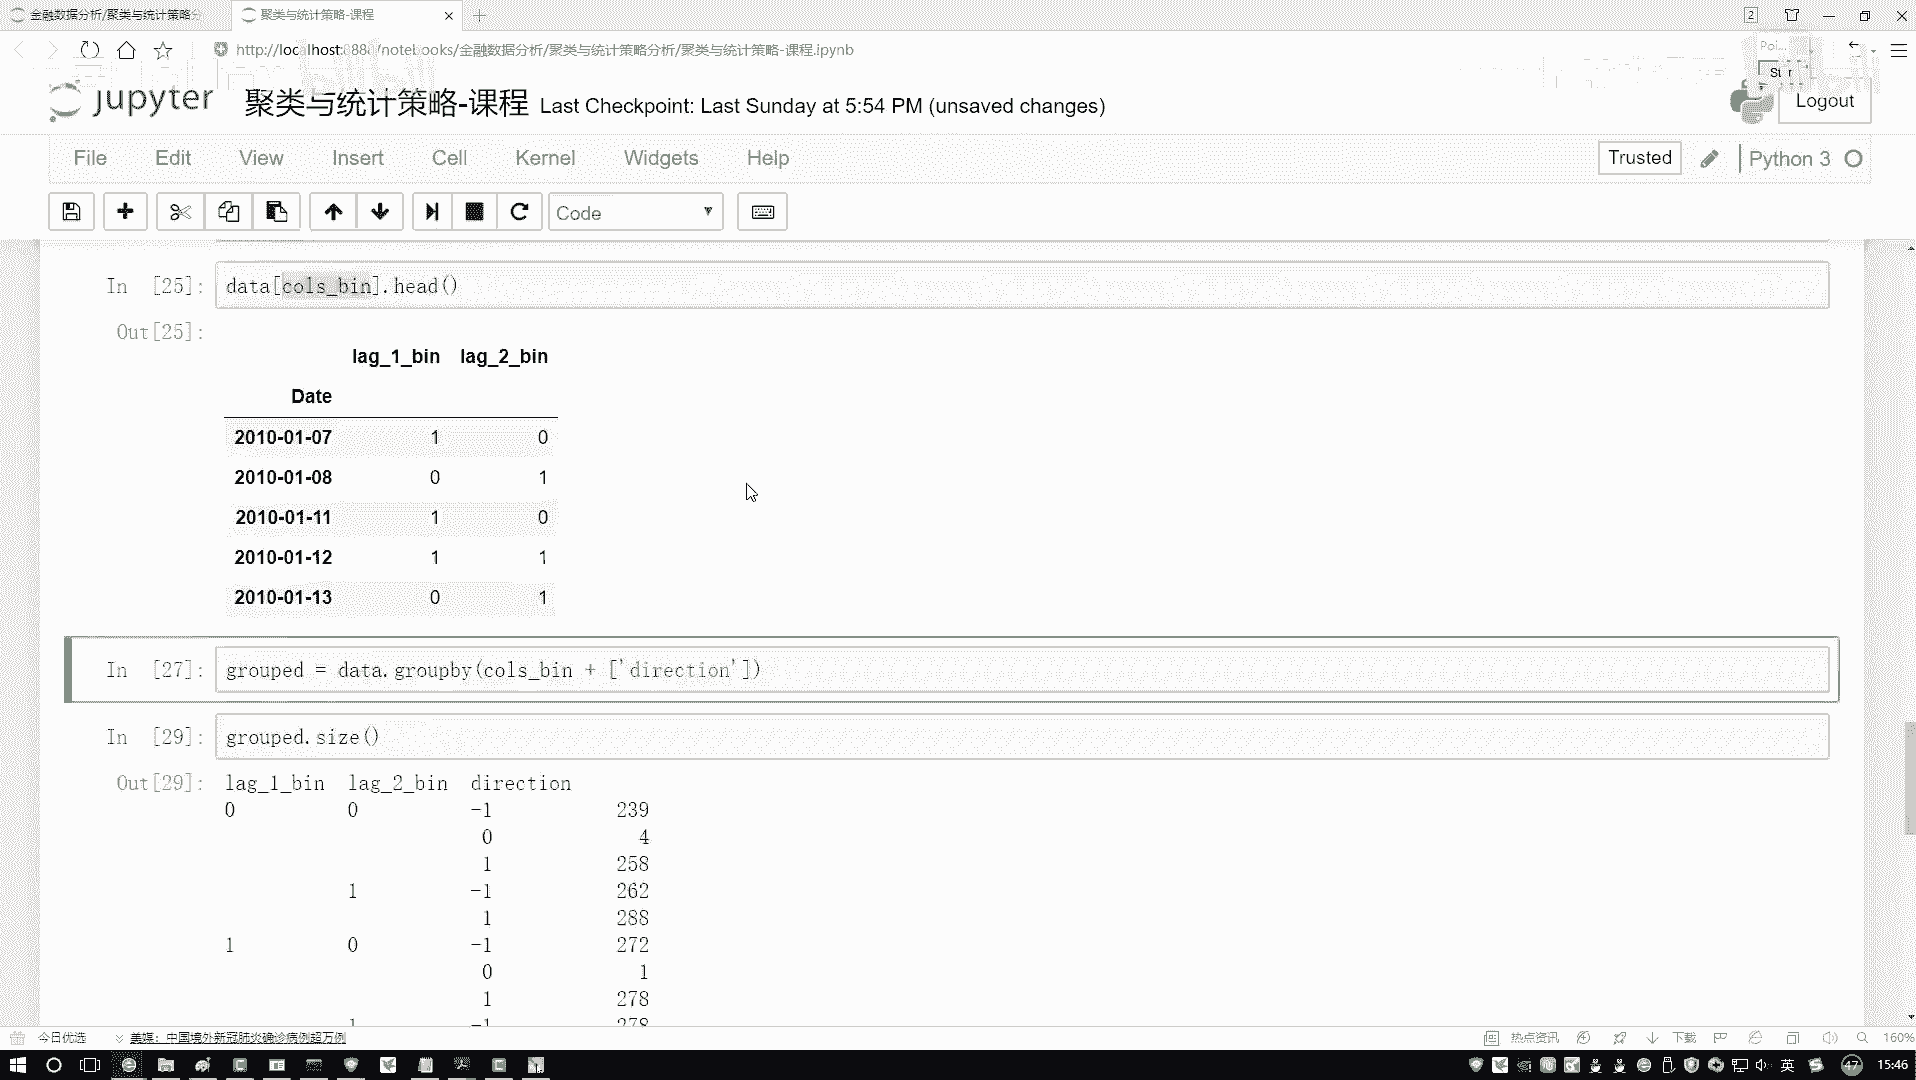 金融数据分析/聚类与统计策略分
聚类与统计策略-课程
2
http://localhost:888/notebooks/金融数据分析/聚类与统计策略分析/聚类与统计策略-课程.ipynb
jupyter 聚类与统计策略-课程 Last Checkpoint: Last Sunday at 5:54 PM (unsaved changes)
Logout
File Edit View Insert Cell Kernel Widgets Help
Trusted
Python 3
Code
In [25]: data[cols_bin].head()
Out[25]:
lag_1_bin lag_2_bin
Date
2010-01-07 1 0
2010-01-08 0 1
2010-01-11 1 0
2010-01-12 1 1
2010-01-13 0 1
In [27]: grouped = data.groupby(cols_bin + ['direction'])
In [29]: grouped.size()
Out[29]: lag_1_bin lag_2_bin direction
0 0 -1 239
0 4
1 258
1 -1 262
1 288
1 0 -1 272
0 1
1 278
1 -1 278
今日优选 美媒：中国境外新冠肺炎确诊病例超万例
热点资讯 下载 160%
英 47 15:46